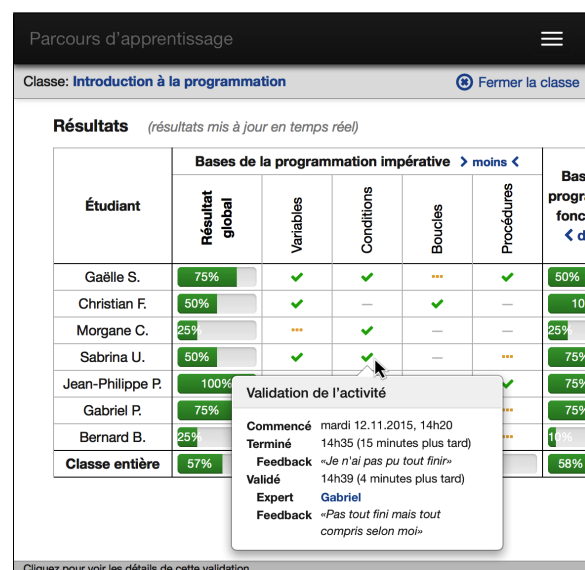 Parcours d'apprentissage
Classe: Introduction à la programmation
Fermer la classe
Résultats (résultats mis à jour en temps réel)
Étudiant
Bases de la programmation impérative > moins <
Résultat global
Variables
Conditions
Boucles
Procédures
Bas
progr
fonc
< d
Gaëlle S. 75% 50%
Christian F. 50% 10
Morgane C. 25% 25%
Sabrina U. 50% 75%
Jean-Philippe P. 100% 75%
Gabriel P. 75% 75%
Bernard B. 25% 10%
Classe entière 57% 58%
Validation de l'activité
Commencé mardi 12.11.2015, 14h20
Terminé 14h35 (15 minutes plus tard)
Feedback «Je n'ai pas pu tout finir»
Validé 14h39 (4 minutes plus tard)
Expert Gabriel
Feedback «Pas tout fini mais tout
compris selon moi»
Cliquez pour voir les détails de cette validation